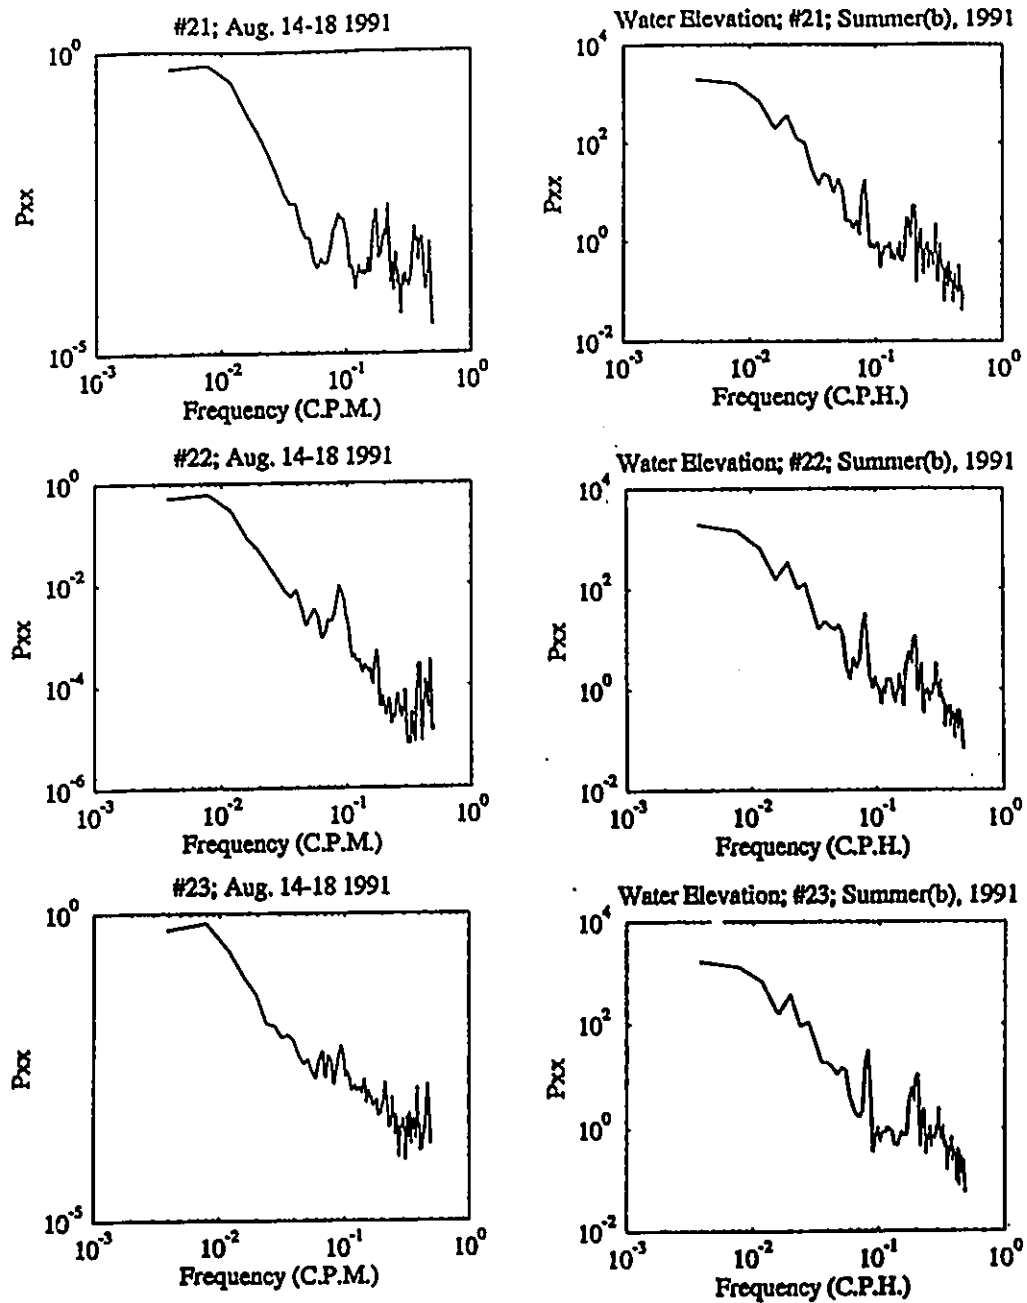 #21; Aug. 14-18 1991
10^0
Pxx
10^-5
10^-3 10^-2 10^-1 10^0
Frequency (C.P.M.)
Water Elevation; #21; Summer(b), 1991
10^4
10^2
Pxx
10^0
10^-2
10^-3 10^-2 10^-1 10^0
Frequency (C.P.H.)
#22; Aug. 14-18 1991
10^0
10^-2
Pxx
10^-4
10^-6
10^-3 10^-2 10^-1 10^0
Frequency (C.P.M.)
Water Elevation; #22; Summer(b), 1991
10^4
10^2
Pxx
10^0
10^-2
10^-3 10^-2 10^-1 10^0
Frequency (C.P.H.)
#23; Aug. 14-18 1991
10^0
Pxx
10^-5
10^-3 10^-2 10^-1 10^0
Frequency (C.P.M.)
Water Elevation; #23; Summer(b), 1991
10^4
10^2
Pxx
10^0
10^-2
10^-3 10^-2 10^-1 10^0
Frequency (C.P.H.)